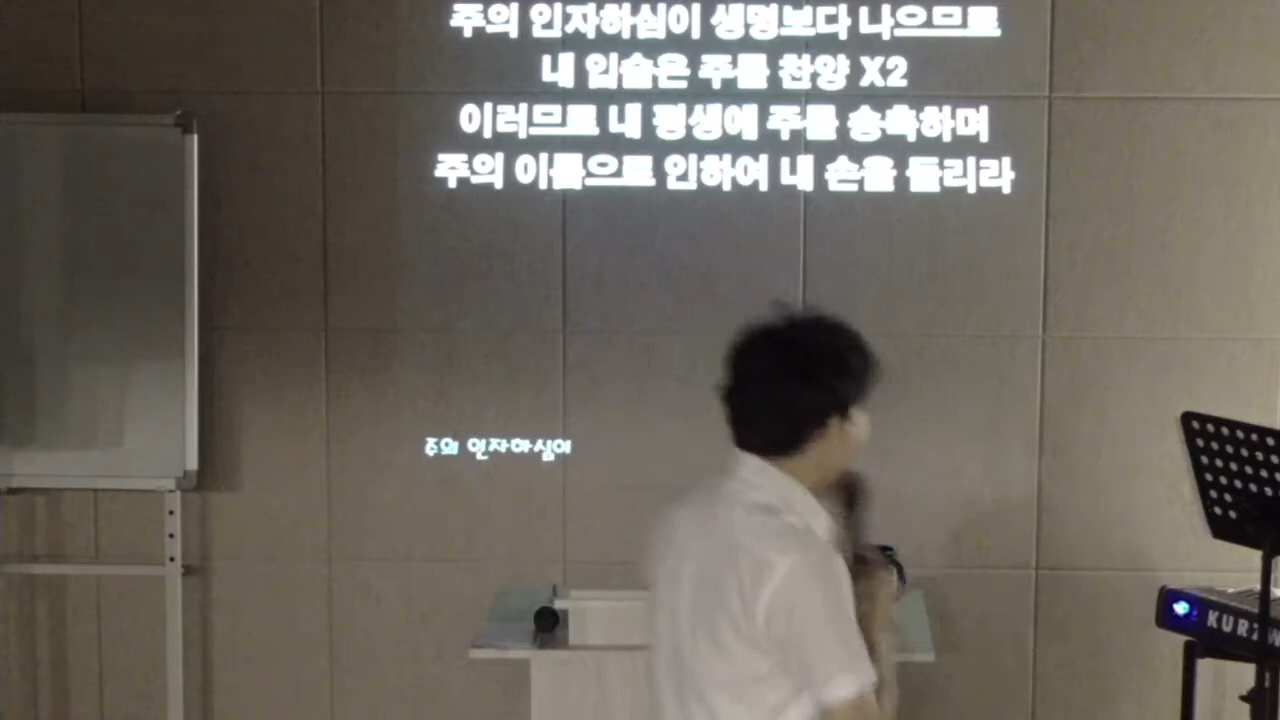 주의 인자하심이 생명보다 나으므로
내 입술은 주를 찬양 X2
이러므로 내 평생에 주를 송축하며
주의 이름으로 인하여 내 손을 들리라
주의 인자하심이
KURZW